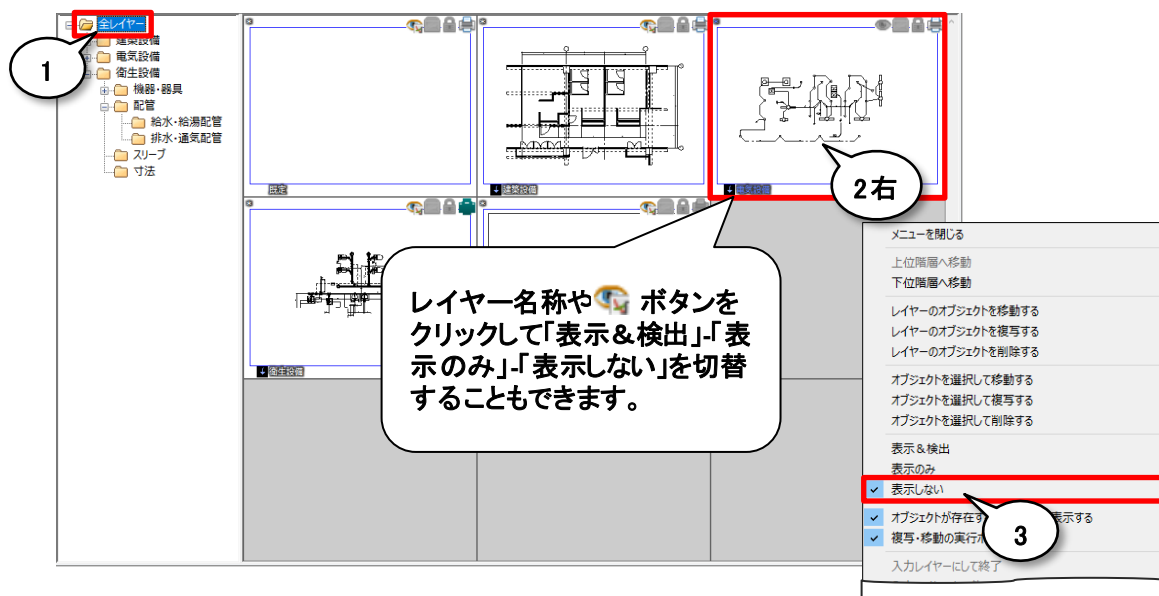 全レイヤー
建築設備
電気設備
衛生設備
機器・器具
配管
給水・給湯配管
排水・通気配管
スリーブ
寸法
1
既定
建築設備
電気設備
2右
衛生設備
レイヤー名称や ボタンを
クリックして「表示＆検出」-「表
示のみ」-「表示しない」を切替
することもできます。
メニューを閉じる
上位階層へ移動
下位階層へ移動
レイヤーのオブジェクトを移動する
レイヤーのオブジェクトを複写する
レイヤーのオブジェクトを削除する
オブジェクトを選択して移動する
オブジェクトを選択して複写する
オブジェクトを選択して削除する
表示＆検出
表示のみ
表示しない
3
オブジェクトが存在す 表示する
複写・移動の実行
入力レイヤーにして終了